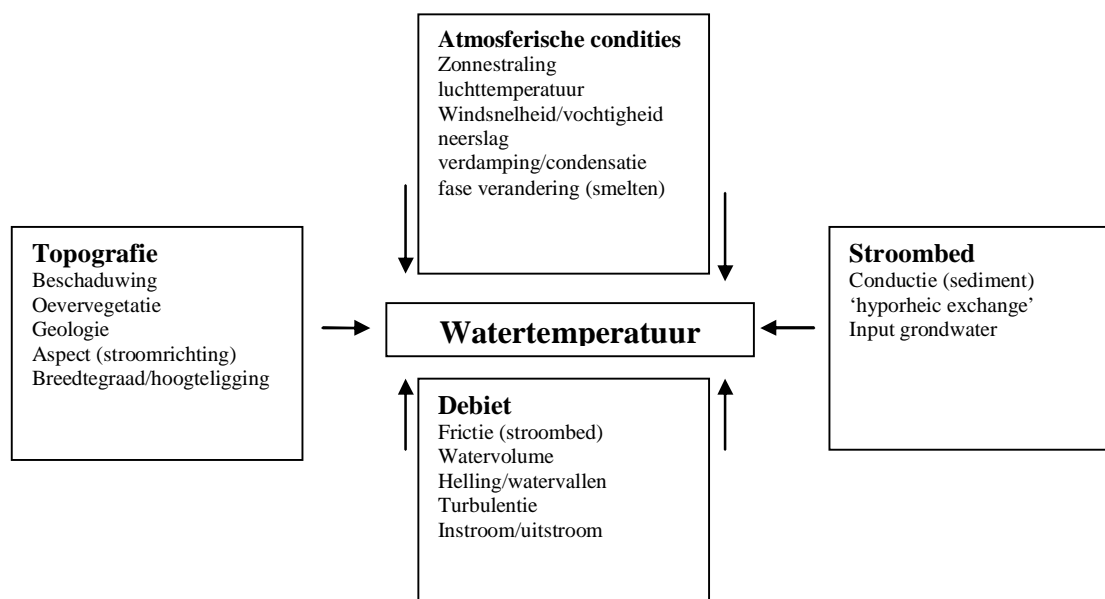 Atmosferische condities
Zonnestraling
luchttemperatuur
Windsnelheid/vochtigheid
neerslag
verdamping/condensatie
fase verandering (smelten)
Topografie
Beschaduwing
Oevervegetatie
Geologie
Aspect (stroomrichting)
Breedtegraad/hoogteligging
Watertemperatuur
Stroombed
Conductie (sediment)
‘hyporheic exchange’
Input grondwater
Debiet
Frictie (stroombed)
Watervolume
Helling/watervallen
Turbulentie
Instroom/uitstroom